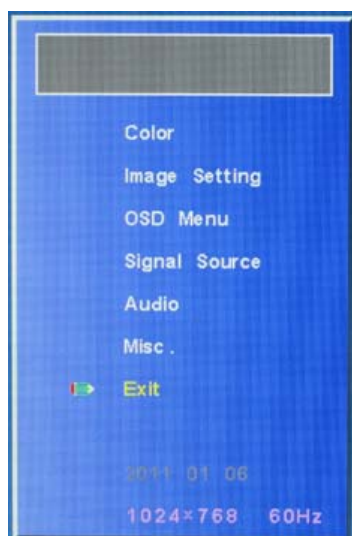 Color
Image Setting
OSD Menu
Signal Source
Audio
Misc.
Exit
2011 01 06
1024×768 60Hz